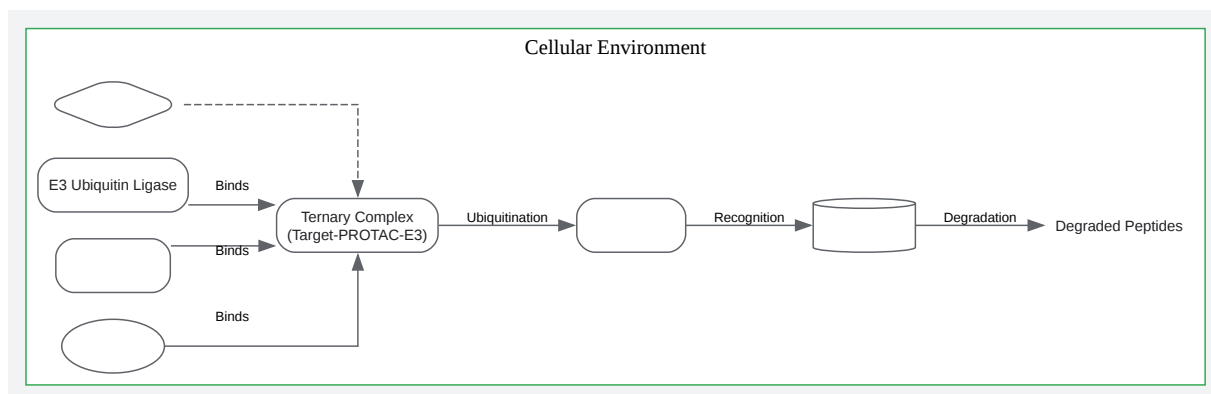 Cellular Environment
E3 Ubiquitin Ligase
Binds
Binds
Binds
Ternary Complex
(Target-PROTAC-E3)
Ubiquitination
Recognition
Degradation
Degraded Peptides